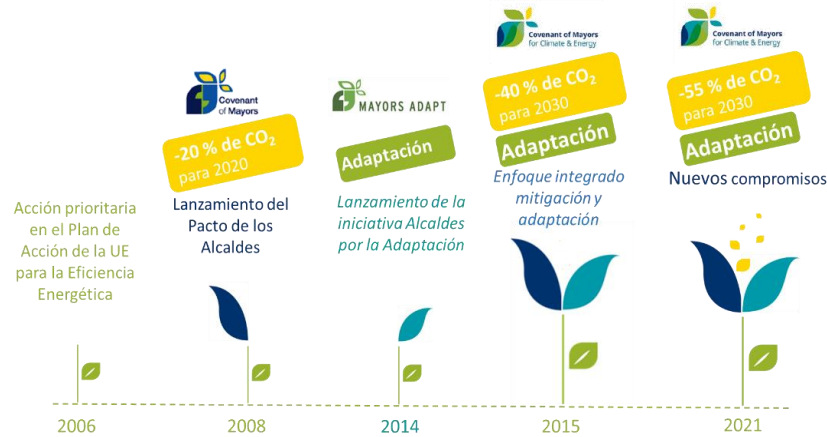 Acción prioritaria
en el Plan de
Acción de la UE
para la Eficiencia
Energética
2006
Covenant
of Mayors
-20 % de CO₂
para 2020
Lanzamiento del
Pacto de los
Alcaldes
2008
MAYORS ADAPT
Adaptación
Lanzamiento de la
iniciativa Alcaldes
por la Adaptación
2014
Covenant of Mayors
for Climate & Energy
-40 % de CO₂
para 2030
Adaptación
Enfoque integrado
mitigación y
adaptación
2015
Covenant of Mayors
for Climate & Energy
-55 % de CO₂
para 2030
Adaptación
Nuevos compromisos
2021